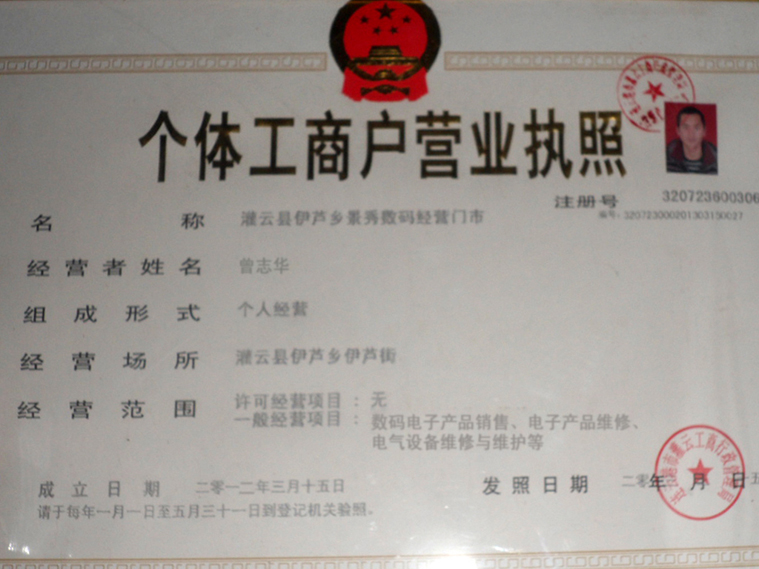 个体工商户营业执照
注册号 320723600306
编号：320723000201303150027
名称 灌云县伊芦乡景秀数码经营门市
经营者姓名 曾志华
组成形式 个人经营
经营场所 灌云县伊芦乡伊芦街
经营范围 许可经营项目：无
一般经营项目：数码电子产品销售、电子产品维修、
电气设备维修与维护等
成立日期 二零一二年三月十五日
发照日期 二零 年 月 日
请于每年一月一日至五月三十一日到登记机关验照。